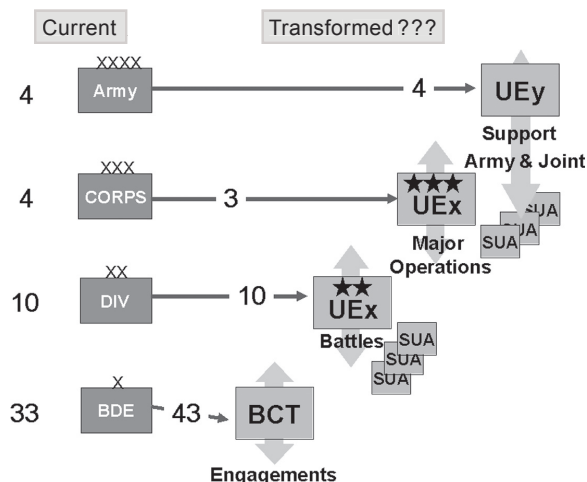 Current
Transformed ???
XXXX
4
Army
4
UEy
Support
Army & Joint
XXX
4
CORPS
3
★★★
UEx
Major
Operations
SUA
SUA
SUA
XX
10
DIV
10
★★
UEx
Battles
SUA
SUA
SUA
X
33
BDE
43
BCT
Engagements